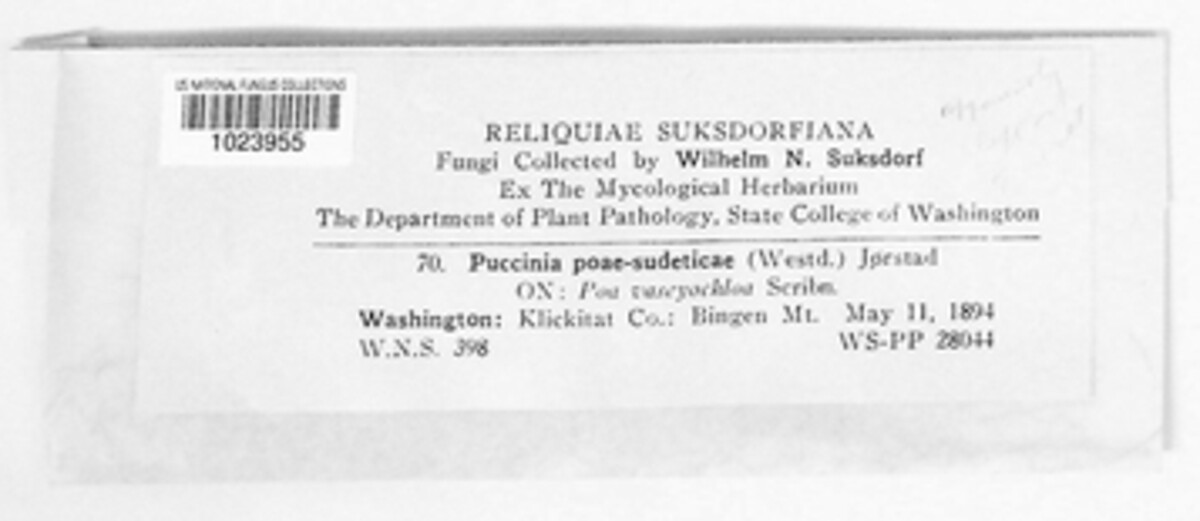 US NATIONAL FUNGUS COLLECTIONS
1023955
RELIQUIAE SUKSDORFIANA
Fungi Collected by Wilhelm N. Suksdorf
Ex The Mycological Herbarium
The Department of Plant Pathology, State College of Washington
70. Puccinia poae-sudeticae (Westd.) Jørstad
ON: Poa vaseyochloa Scribn.
Washington: Klickitat Co.: Bingen Mt. May 11, 1894
W.N.S. 398 WS-PP 28044